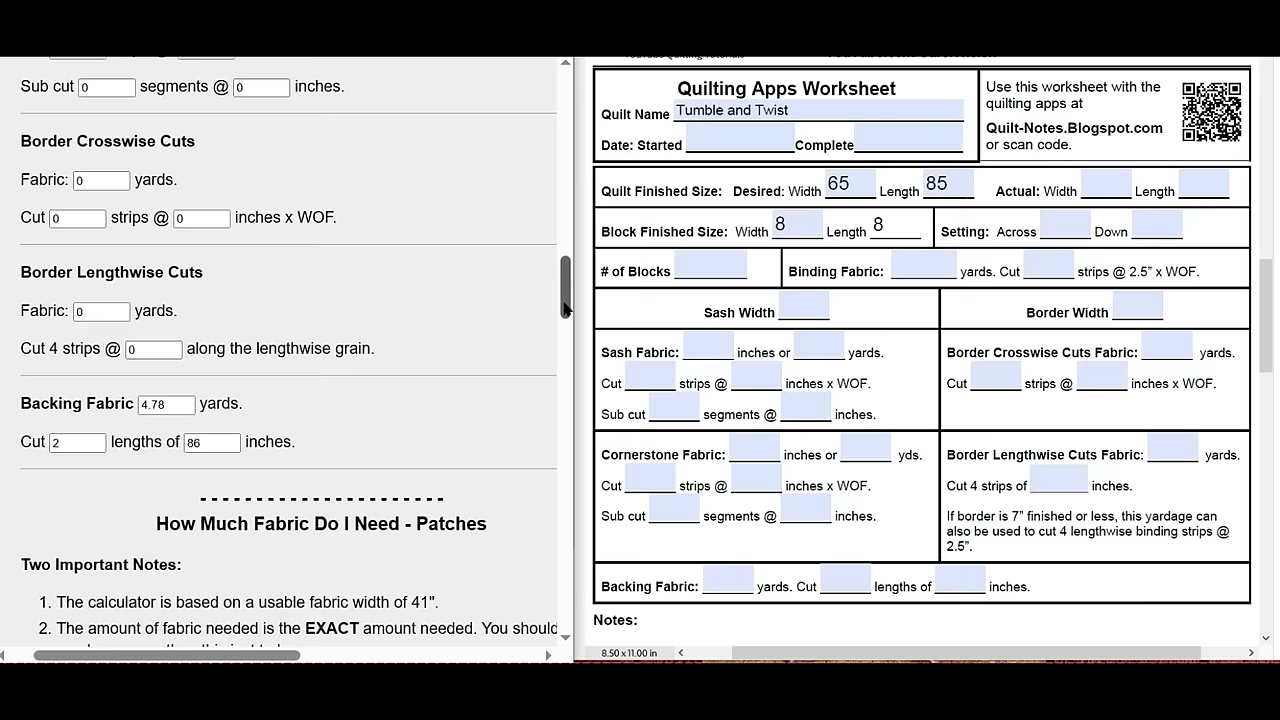 Sub cut 0 segments @ 0 inches.
Border Crosswise Cuts
Fabric: 0 yards.
Cut 0 strips @ 0 inches x WOF.
Border Lengthwise Cuts
Fabric: 0 yards.
Cut 4 strips @ 0 along the lengthwise grain.
Backing Fabric 4.78 yards.
Cut 2 lengths of 86 inches.
-----------------------
How Much Fabric Do I Need - Patches
Two Important Notes:
1. The calculator is based on a usable fabric width of 41".
2. The amount of fabric needed is the EXACT amount needed. You should
Quilting Apps Worksheet
Quilt Name Tumble and Twist
Date: Started Complete
Use this worksheet with the
quilting apps at
Quilt-Notes.Blogspot.com
or scan code.
Quilt Finished Size: Desired: Width 65 Length 85 Actual: Width Length
Block Finished Size: Width 8 Length 8 Setting: Across Down
# of Blocks Binding Fabric: yards. Cut strips @ 2.5” x WOF.
Sash Width
Border Width
Sash Fabric: inches or yards.
Cut strips @ inches x WOF.
Sub cut segments @ inches.
Border Crosswise Cuts Fabric: yards.
Cut strips @ inches x WOF.
Cornerstone Fabric: inches or yds.
Cut strips @ inches x WOF.
Sub cut segments @ inches.
Border Lengthwise Cuts Fabric: yards.
Cut 4 strips of inches.
If border is 7” finished or less, this yardage can
also be used to cut 4 lengthwise binding strips @
2.5”.
Backing Fabric: yards. Cut lengths of inches.
Notes:
8.50 x 11.00 in